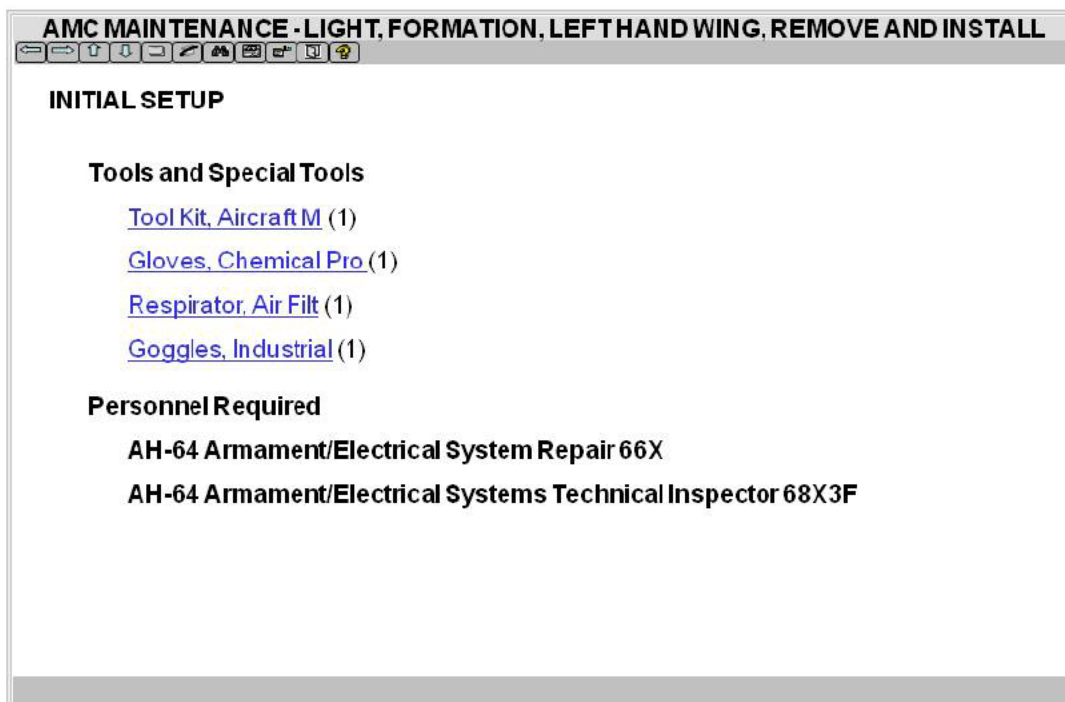 AMC MAINTENANCE - LIGHT, FORMATION, LEFT HAND WING, REMOVE AND INSTALL
INITIAL SETUP
Tools and Special Tools
Tool Kit, Aircraft M (1)
Gloves, Chemical Pro (1)
Respirator, Air Filt (1)
Goggles, Industrial (1)
Personnel Required
AH-64 Armament/Electrical System Repair 66X
AH-64 Armament/Electrical Systems Technical Inspector 68X3F